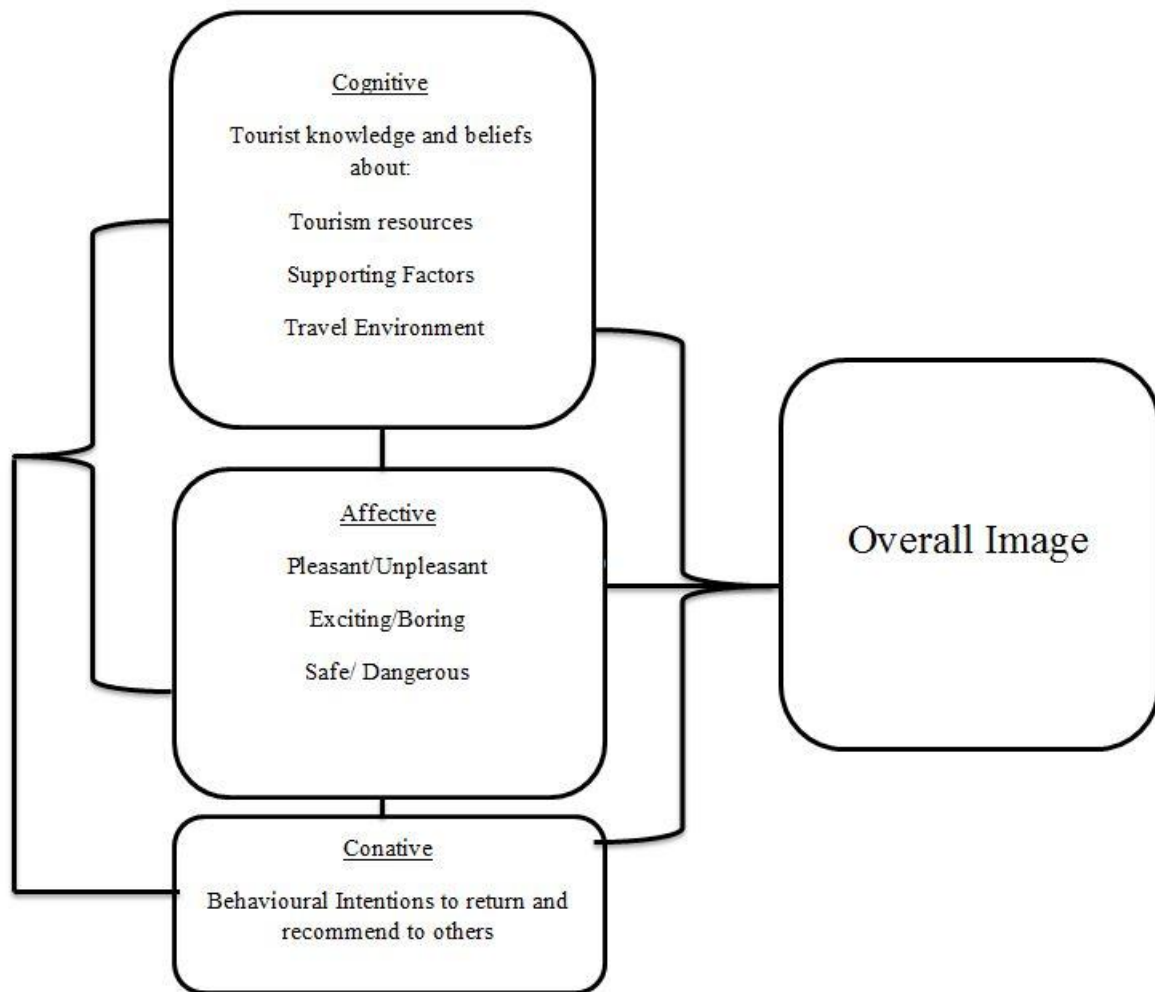 Cognitive
Tourist knowledge and beliefs
about:
Tourism resources
Supporting Factors
Travel Environment
Affective
Pleasant/Unpleasant
Exciting/Boring
Safe/ Dangerous
Conative
Behavioural Intentions to return and
recommend to others
Overall Image